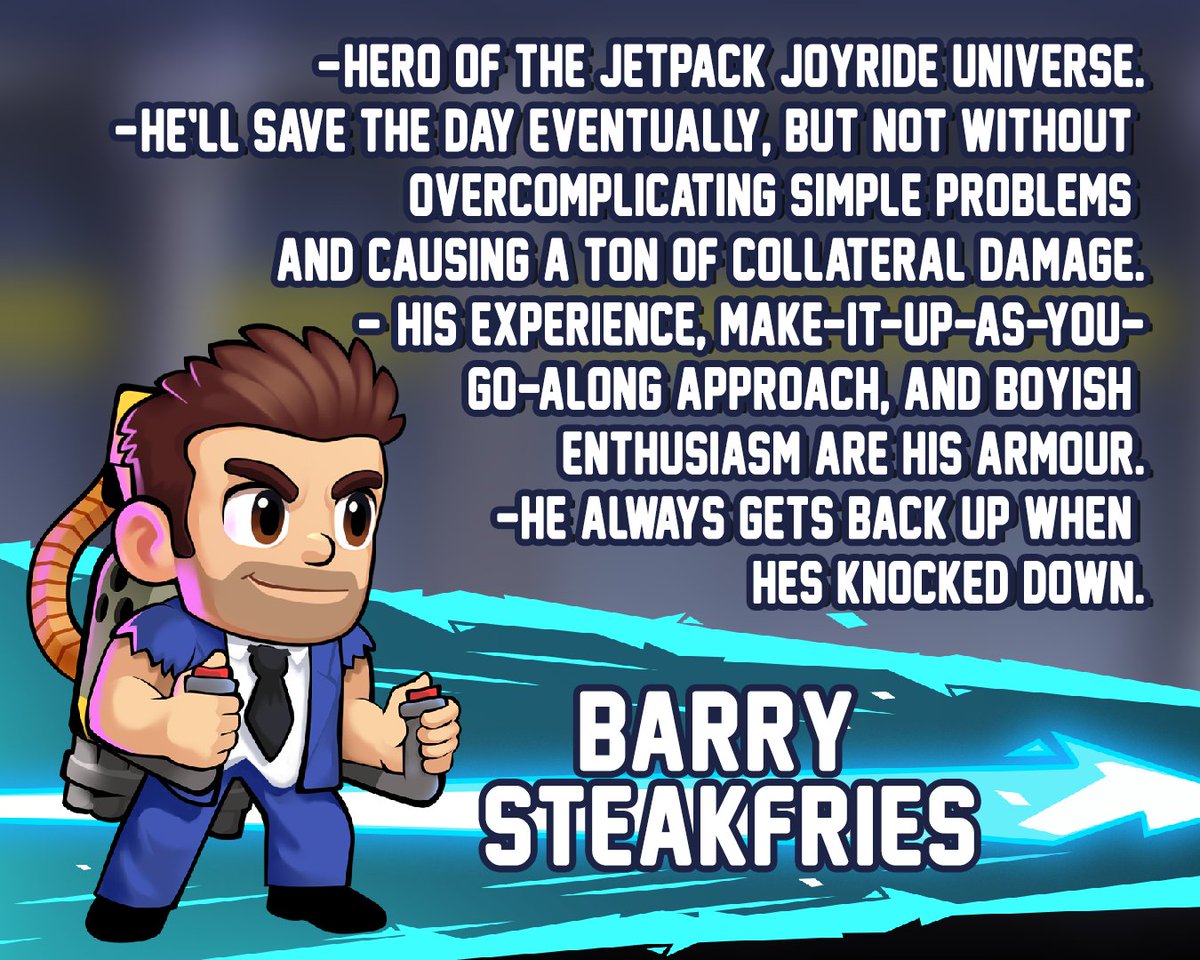 -HERO OF THE JETPACK JOYRIDE UNIVERSE.
-HE'LL SAVE THE DAY EVENTUALLY, BUT NOT WITHOUT
OVERCOMPLICATING SIMPLE PROBLEMS
AND CAUSING A TON OF COLLATERAL DAMAGE.
- HIS EXPERIENCE, MAKE-IT-UP-AS-YOU-
GO-ALONG APPROACH, AND BOYISH
ENTHUSIASM ARE HIS ARMOUR.
-HE ALWAYS GETS BACK UP WHEN
HES KNOCKED DOWN.
BARRY
STEAKFRIES